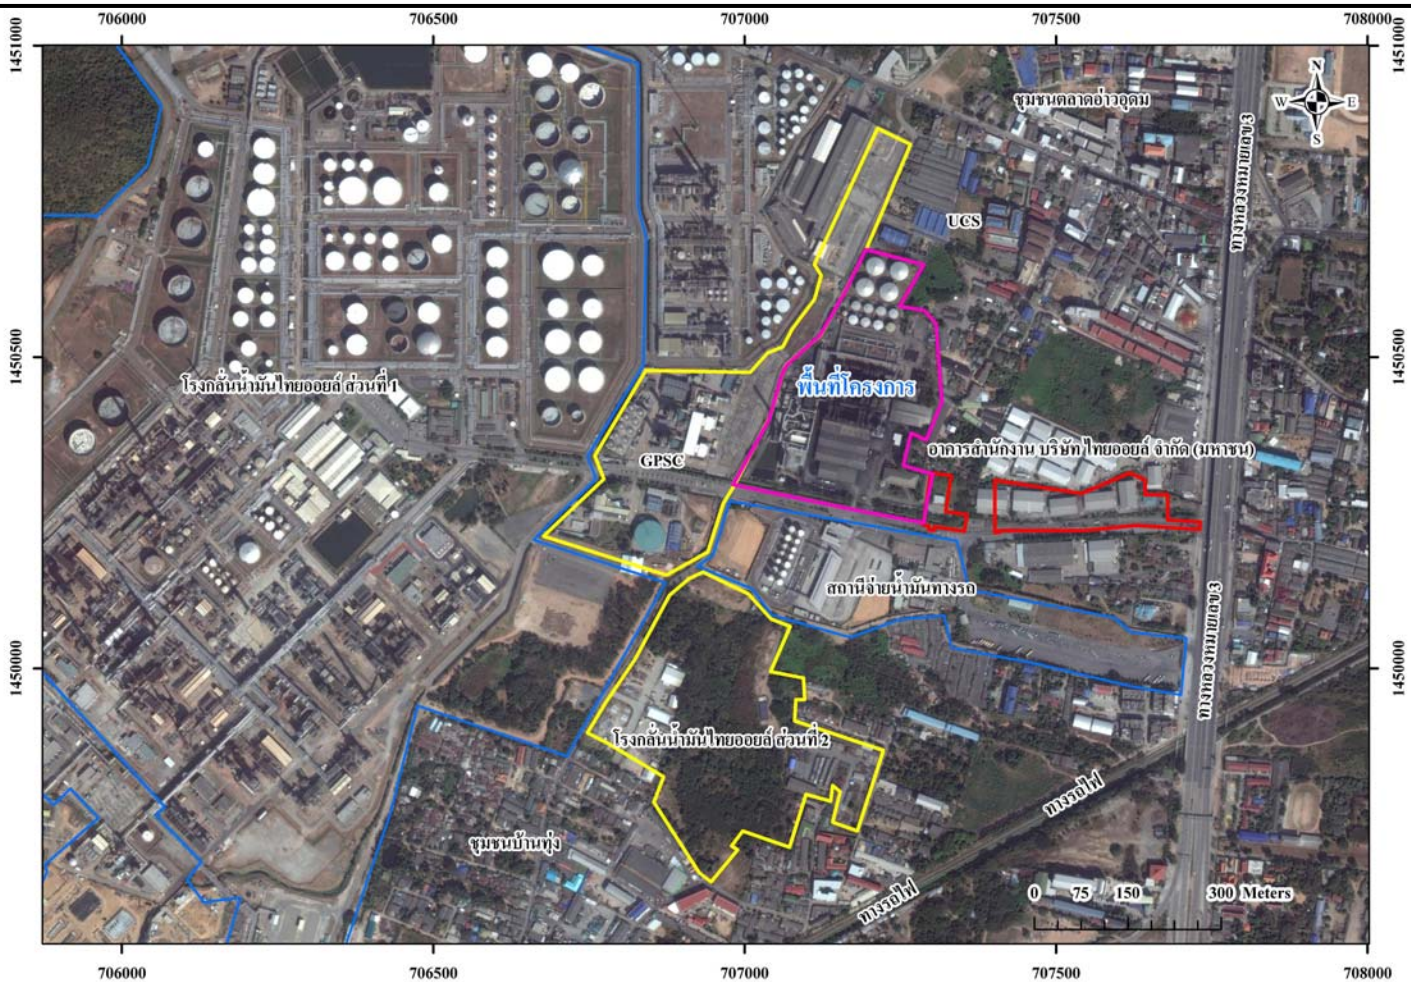 706000
706500
707000
707500
708000
1451000
1451000
N
W
E
S
ชุมชนตลาดอ่าวอุดม
ทางหลวงหมายเลข3
UCS
1450500
1450500
โรงกลั่นน้ำมันไทยออยล์ ส่วนที่ 1
พื้นที่โครงการ
อาคารสำนักงาน บริษัท ไทยออยล์ จำกัด (มหาชน)
GPSC
สถานีจ่ายน้ำมันทางรถ
ทางหลวงหมายเลข3
1450000
1450000
โรงกลั่นน้ำมันไทยออยล์ ส่วนที่ 2
ทางรถไฟ
ชุมชนบ้านทุ่ง
ทางรถไฟ
0 75 150 300 Meters
706000
706500
707000
707500
708000